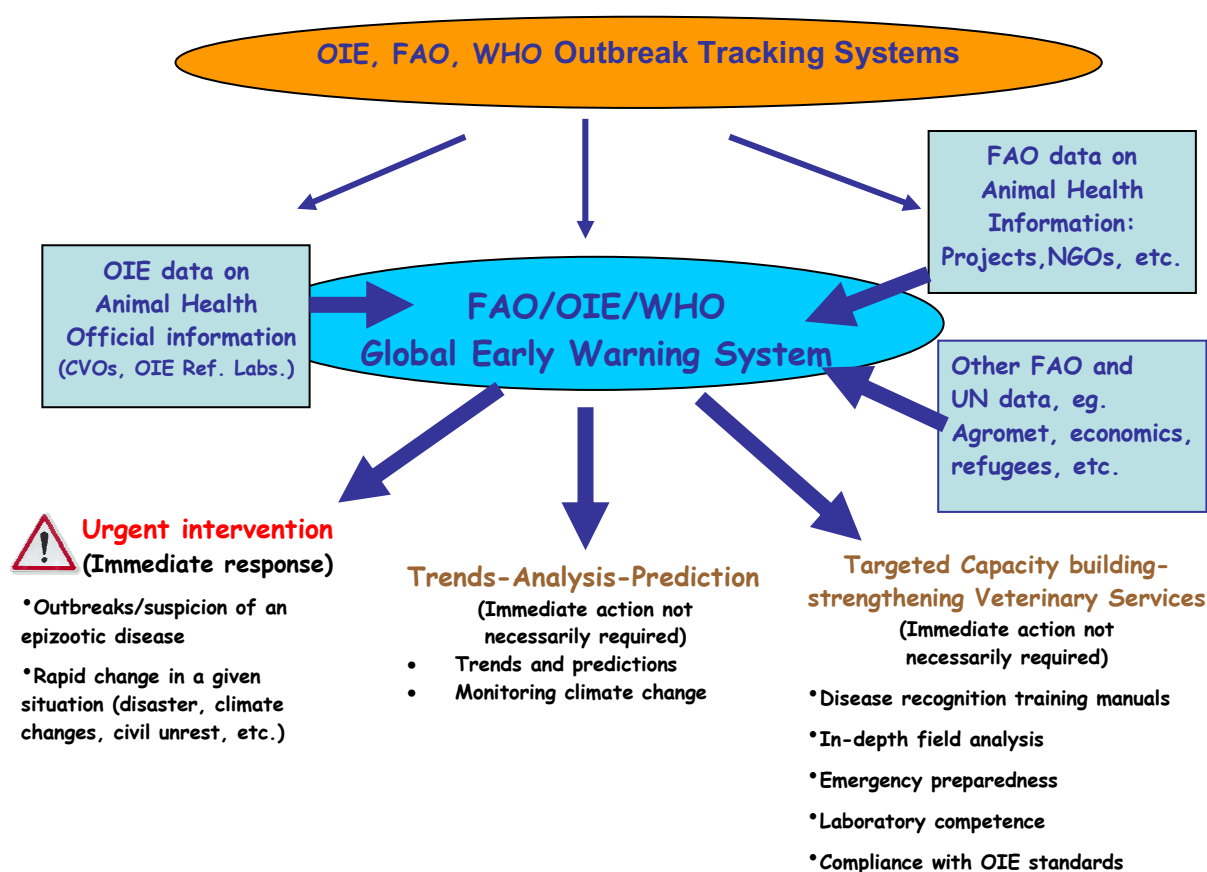 OIE, FAO, WHO Outbreak Tracking Systems
FAO data on
Animal Health
Information:
Projects,NGOs, etc.
OIE data on
Animal Health
Official information
(CVOs, OIE Ref. Labs.)
FAO/OIE/WHO
Global Early Warning System
Other FAO and
UN data, eg.
Agromet, economics,
refugees, etc.
Urgent intervention
(Immediate response)
•Outbreaks/suspicion of an
epizootic disease
•Rapid change in a given
situation (disaster, climate
changes, civil unrest, etc.)
Trends-Analysis-Prediction
(Immediate action not
necessarily required)
• Trends and predictions
• Monitoring climate change
Targeted Capacity building-
strengthening Veterinary Services
(Immediate action not
necessarily required)
•Disease recognition training manuals
•In-depth field analysis
•Emergency preparedness
•Laboratory competence
•Compliance with OIE standards